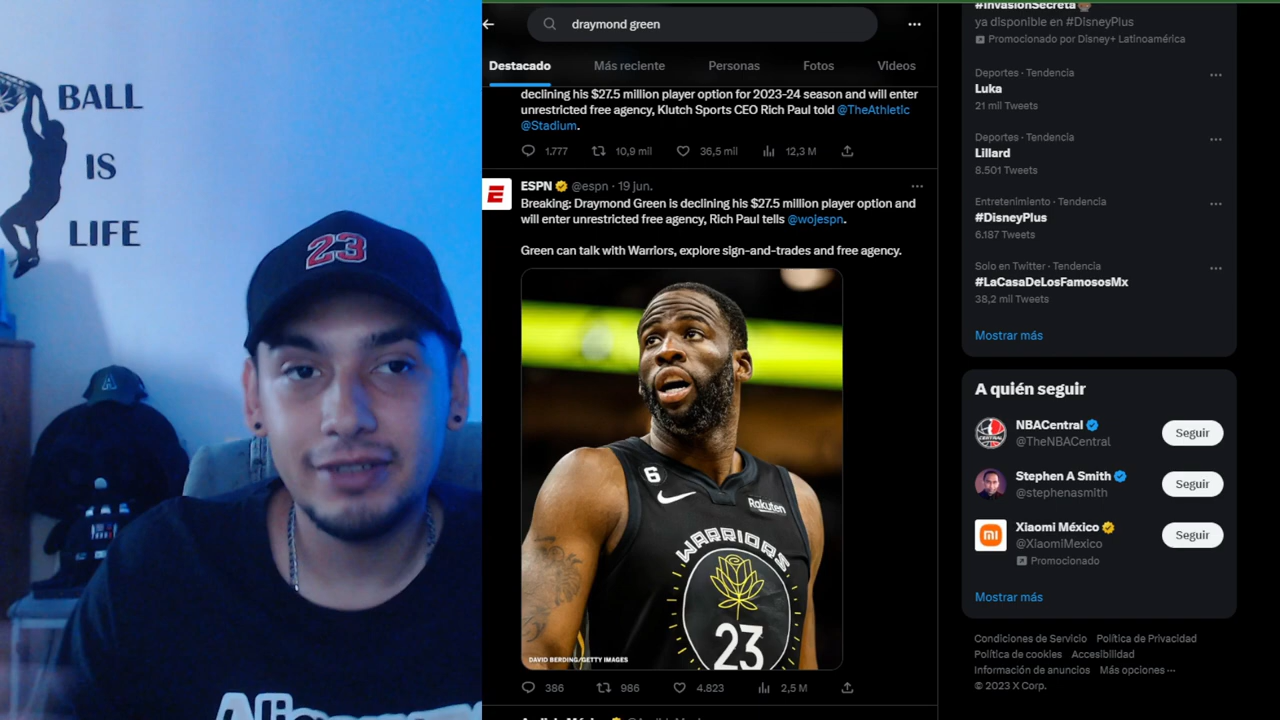 BALL
IS
LIFE
23
A
draymond green
Destacado
Más reciente
Personas
Fotos
Videos
declining his $27.5 million player option for 2023-24 season and will enter
unrestricted free agency, Klutch Sports CEO Rich Paul told @TheAthletic
@Stadium.
1.777
10,9 mil
36,5 mil
12,3 M
E
ESPN @espn · 19 jun.
Breaking: Draymond Green is declining his $27.5 million player option and
will enter unrestricted free agency, Rich Paul tells @wojespn.
Green can talk with Warriors, explore sign-and-trades and free agency.
6
Rakuten
WARRIORS
23
DAVID BERDING/GETTY IMAGES
386
986
4.823
2,5 M
#InvasiónSecreta
ya disponible en #DisneyPlus
Promocionado por Disney+ Latinoamérica
Deportes · Tendencia
Luka
21 mil Tweets
Deportes · Tendencia
Lillard
8.501 Tweets
Entretenimiento · Tendencia
#DisneyPlus
6.187 Tweets
Solo en Twitter · Tendencia
#LaCasaDeLosFamososMx
38,2 mil Tweets
Mostrar más
A quién seguir
CENTRAL
NBACentral
@TheNBACentral
Seguir
Stephen A Smith
@stephenasmith
Seguir
mi
Xiaomi México
@XiaomiMexico
Promocionado
Seguir
Mostrar más
Condiciones de Servicio Política de Privacidad
Política de cookies Accesibilidad
Información de anuncios Más opciones ···
© 2023 X Corp.